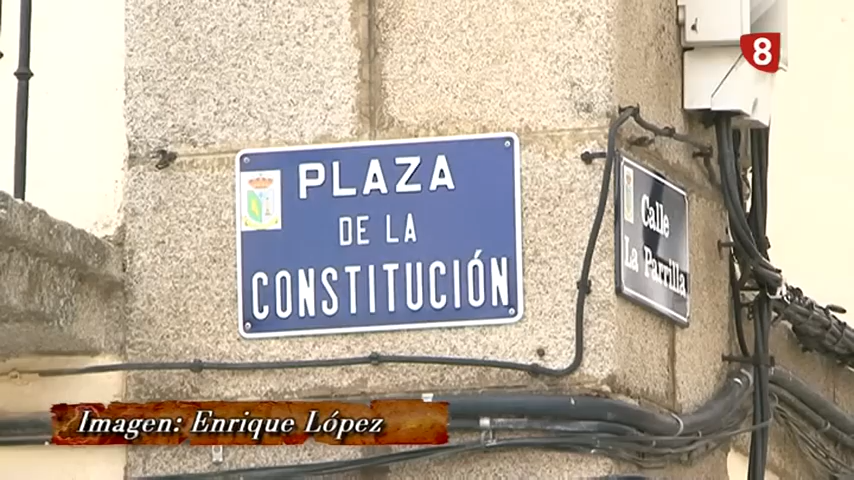 8
PLAZA
DE LA
CONSTITUCIÓN
Calle
La Parrilla
Imagen: Enrique López